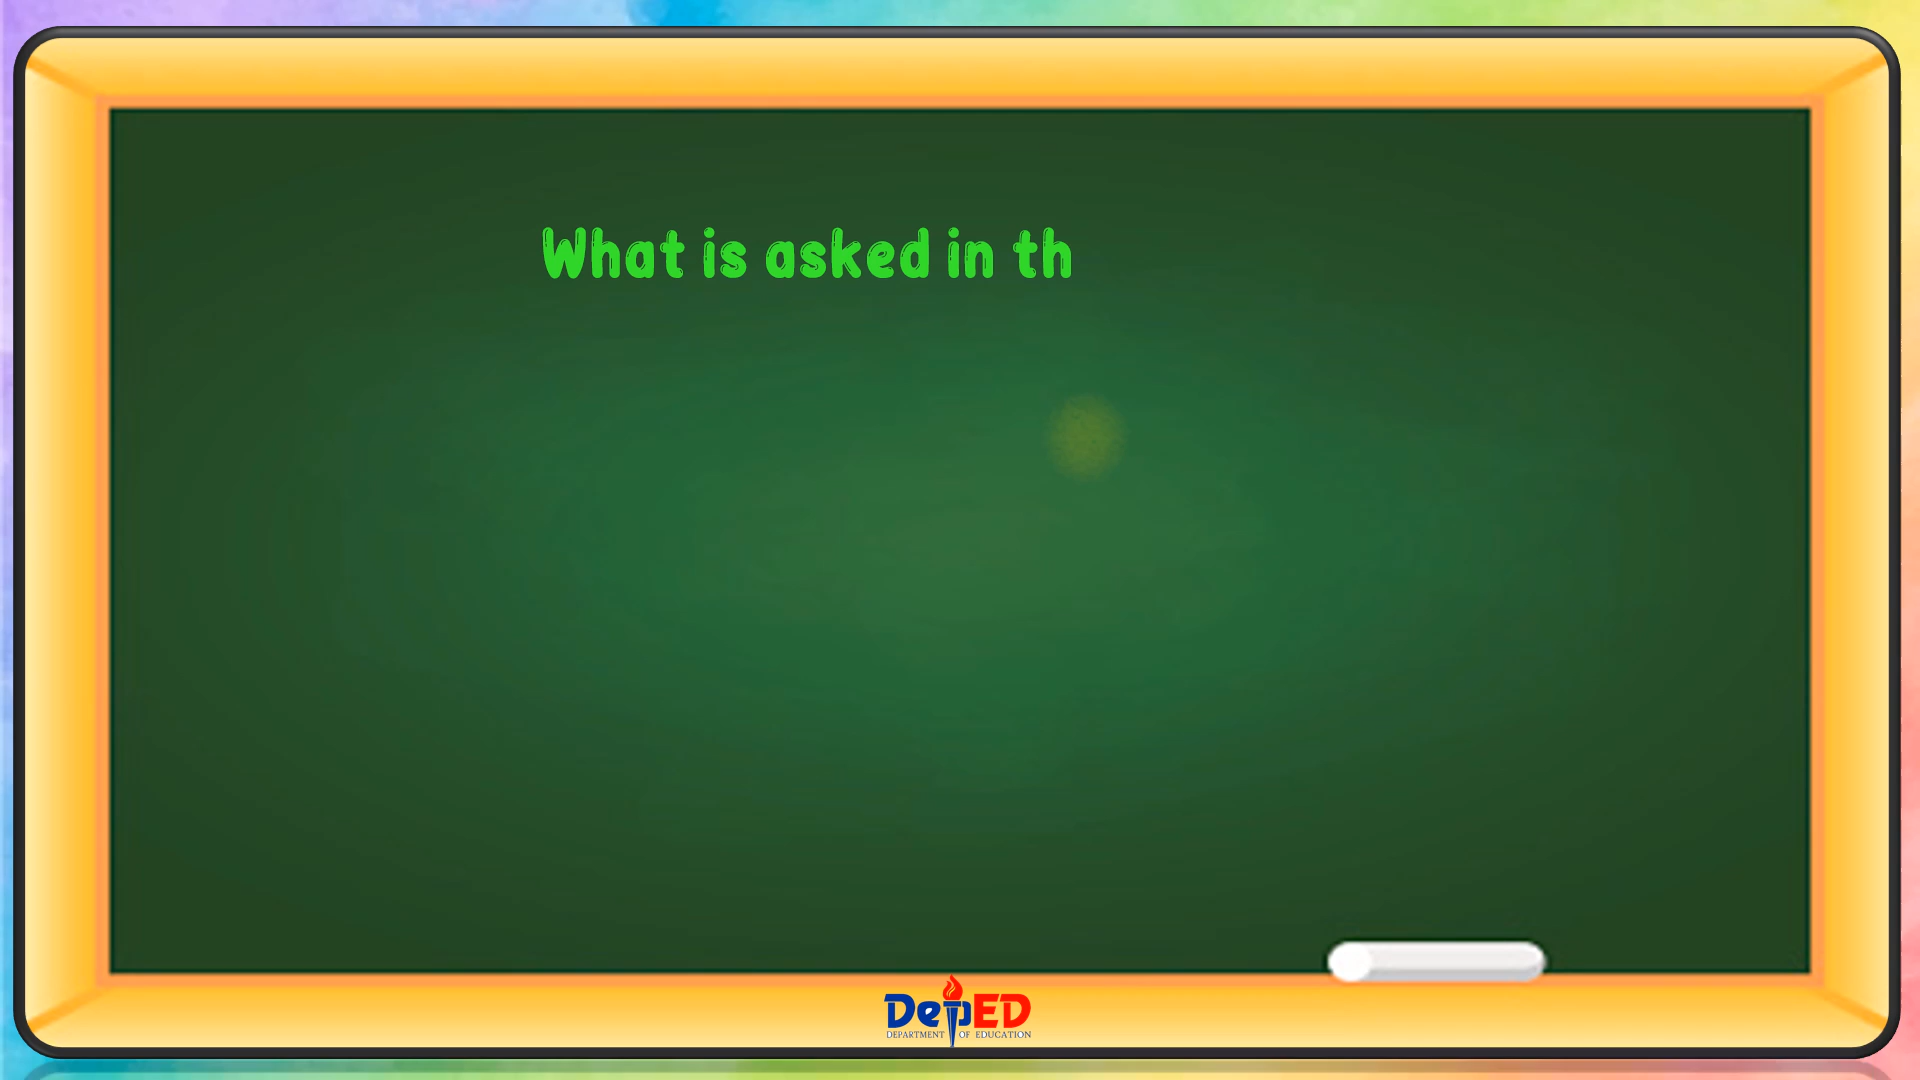 What is asked in th
DepED
DEPARTMENT OF EDUCATION